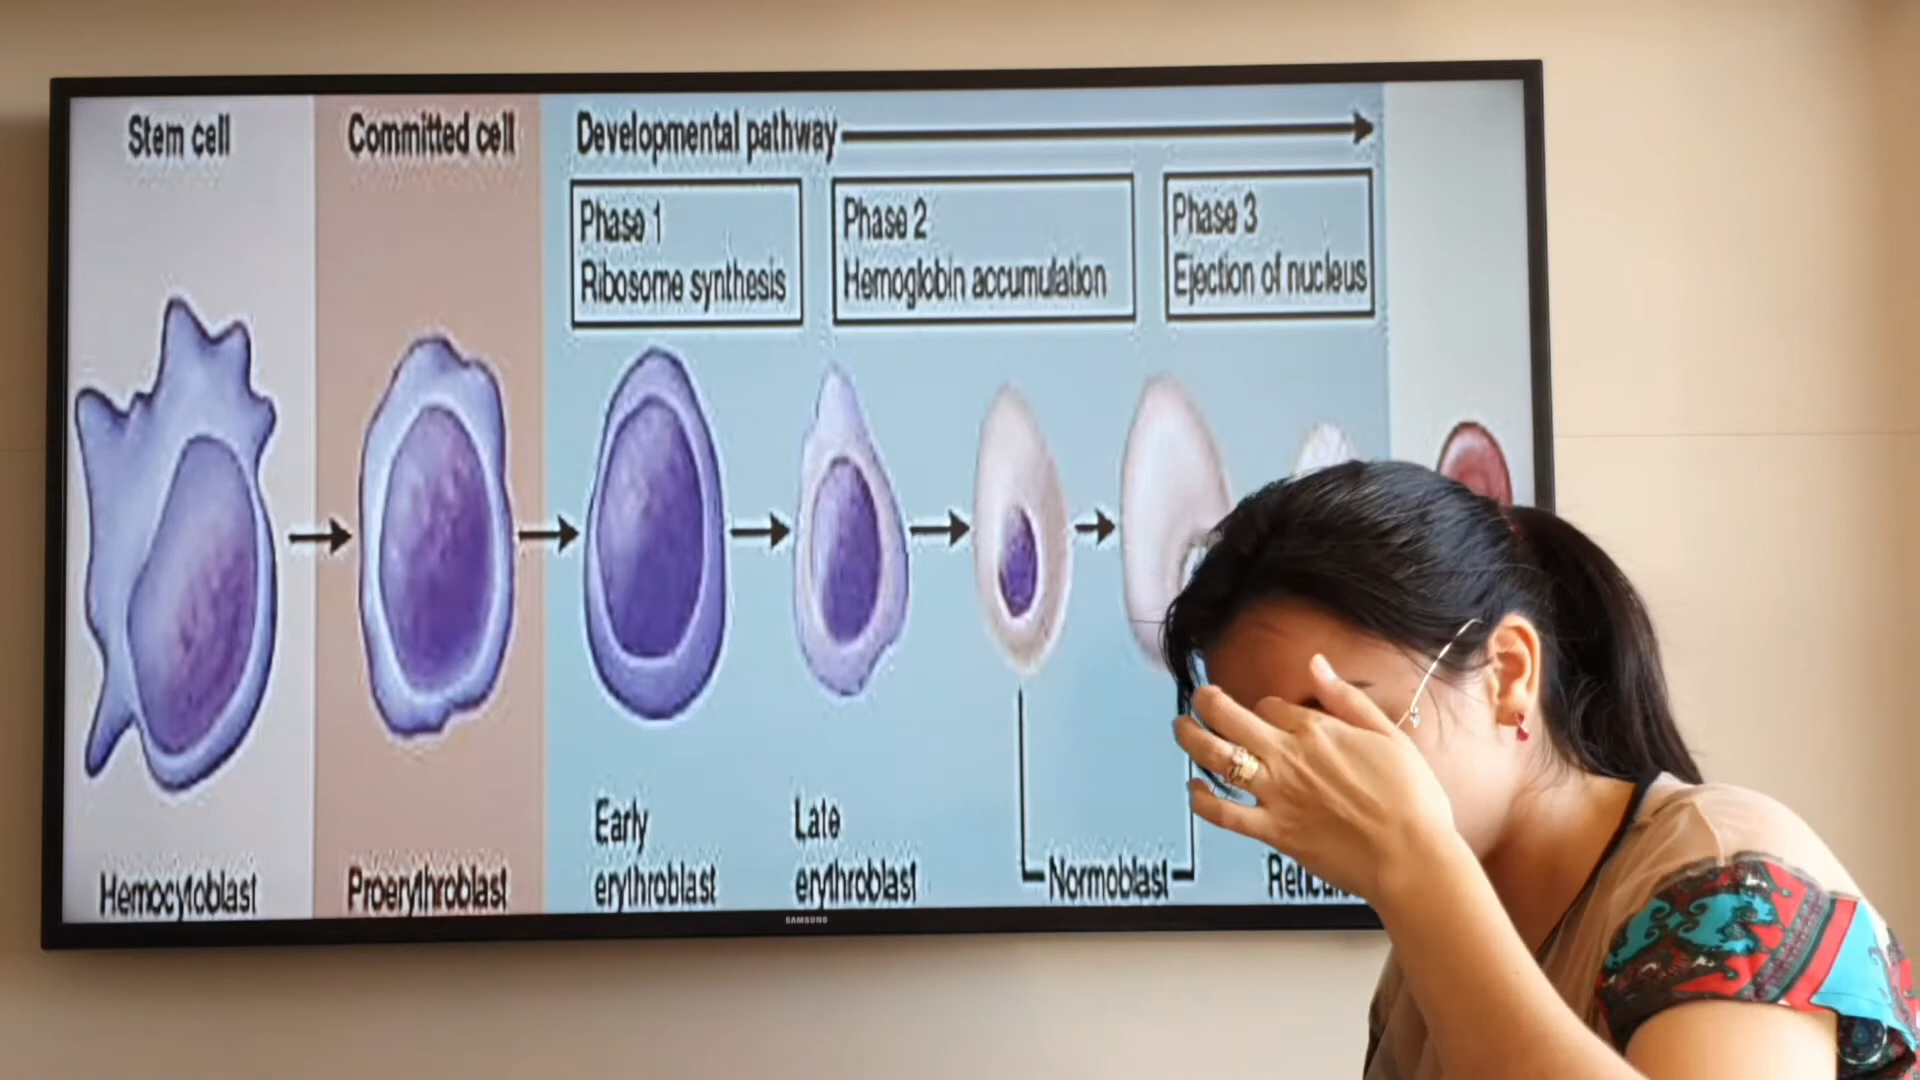 Stem cell
Committed cell
Developmental pathway
Phase 1
Ribosome synthesis
Phase 2
Hemoglobin accumulation
Phase 3
Ejection of nucleus
Early
erythroblast
Late
erythroblast
Hemocytoblast
Proerythroblast
Normoblast
SAMSUNG